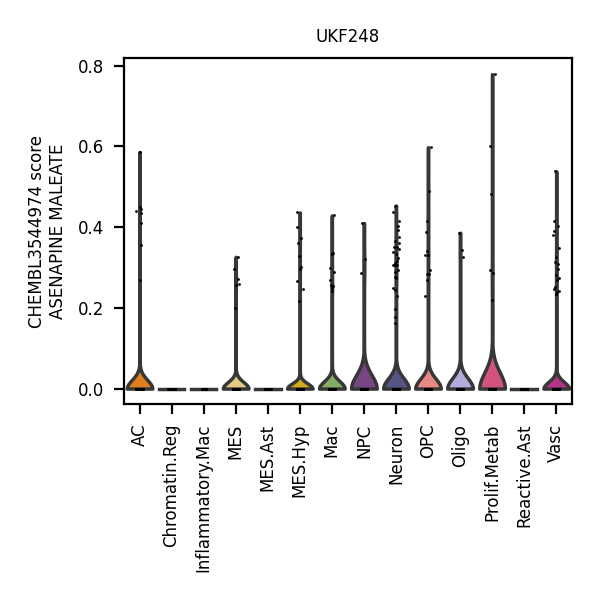 UKF248
CHEMBL3544974 score
ASENAPINE MALEATE
0.8
0.6
0.4
0.2
0.0
AC
Chromatin.Reg
Inflammatory.Mac
MES
MES.Ast
MES.Hyp
Mac
NPC
Neuron
OPC
Oligo
Prolif.Metab
Reactive.Ast
Vasc